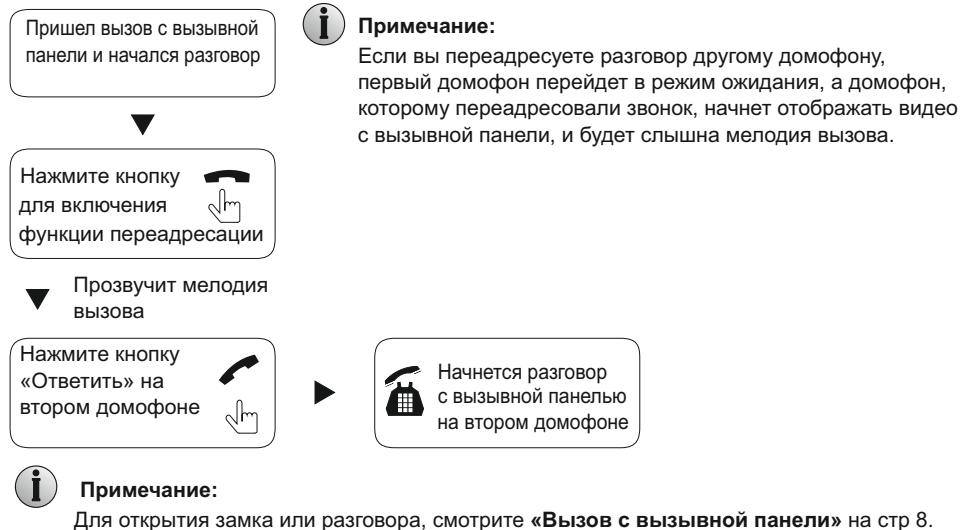 Пришел вызов с вызывной
панели и начался разговор
Примечание:
Если вы переадресуете разговор другому домофону,
первый домофон перейдет в режим ожидания, а домофон,
которому переадресовали звонок, начнет отображать видео
с вызывной панели, и будет слышна мелодия вызова.
Нажмите кнопку
для включения
функции переадресации
Прозвучит мелодия
вызова
Нажмите кнопку
«Ответить» на
втором домофоне
Начнется разговор
с вызывной панелью
на втором домофоне
Примечание:
Для открытия замка или разговора, смотрите «Вызов с вызывной панели» на стр 8.